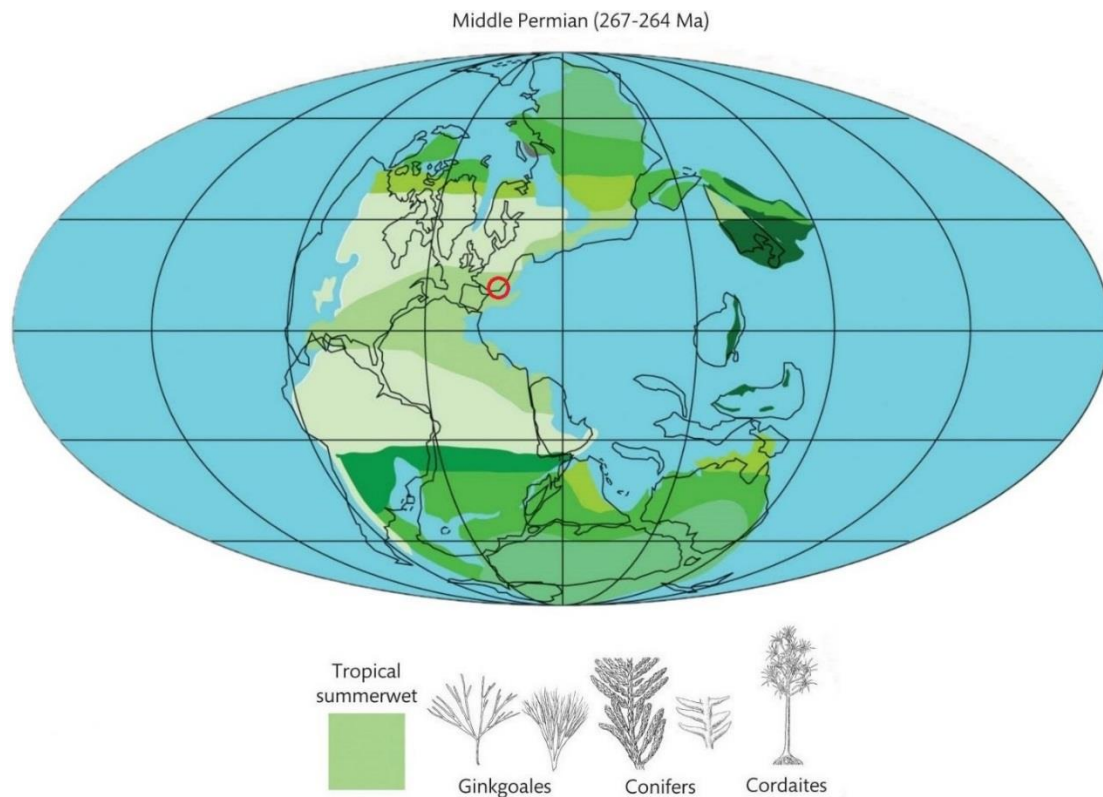 Middle Permian (267-264 Ma)
Tropical
summerwet
Ginkgoales
Conifers
Cordaites